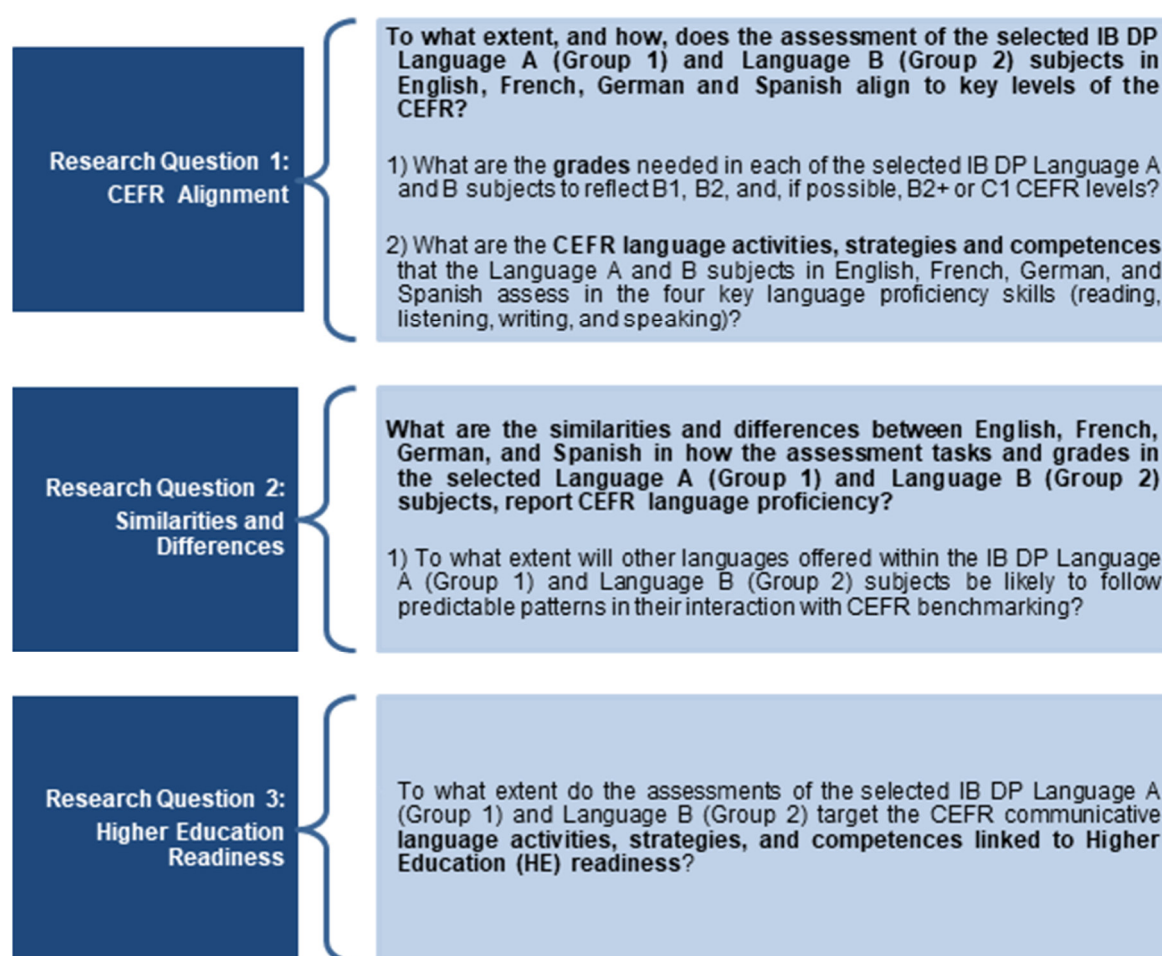 Research Question 1:
CEFR Alignment
To what extent, and how, does the assessment of the selected IB DP
Language A (Group 1) and Language B (Group 2) subjects in
English, French, German and Spanish align to key levels of the
CEFR?
1) What are the grades needed in each of the selected IB DP Language A
and B subjects to reflect B1, B2, and, if possible, B2+ or C1 CEFR levels?
2) What are the CEFR language activities, strategies and competences
that the Language A and B subjects in English, French, German, and
Spanish assess in the four key language proficiency skills (reading,
listening, writing, and speaking)?
Research Question 2:
Similarities and
Differences
What are the similarities and differences between English, French,
German, and Spanish in how the assessment tasks and grades in
the selected Language A (Group 1) and Language B (Group 2)
subjects, report CEFR language proficiency?
1) To what extent will other languages offered within the IB DP Language
A (Group 1) and Language B (Group 2) subjects be likely to follow
predictable patterns in their interaction with CEFR benchmarking?
Research Question 3:
Higher Education
Readiness
To what extent do the assessments of the selected IB DP Language A
(Group 1) and Language B (Group 2) target the CEFR communicative
language activities, strategies, and competences linked to Higher
Education (HE) readiness?